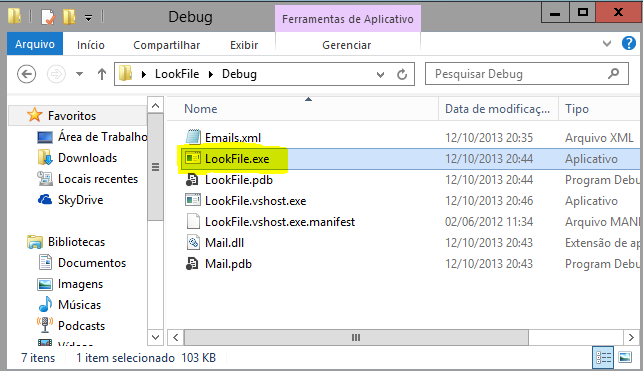 Debug
Ferramentas de Aplicativo
Arquivo Início Compartilhar Exibir Gerenciar
LookFile Debug
Pesquisar Debug
Favoritos
Área de Trabalho
Downloads
Locais recentes
SkyDrive
Bibliotecas
Documentos
Imagens
Músicas
Podcasts
Vídeos
Nome Data de modificaç... Tipo
Emails.xml 12/10/2013 20:35 Arquivo XML
LookFile.exe 12/10/2013 20:44 Aplicativo
LookFile.pdb 12/10/2013 20:44 Program Debu
LookFile.vshost.exe 12/10/2013 20:46 Aplicativo
LookFile.vshost.exe.manifest 02/06/2012 11:34 Arquivo MANI
Mail.dll 12/10/2013 20:43 Extensão de ap
Mail.pdb 12/10/2013 20:43 Program Debu
7 itens 1 item selecionado 103 KB